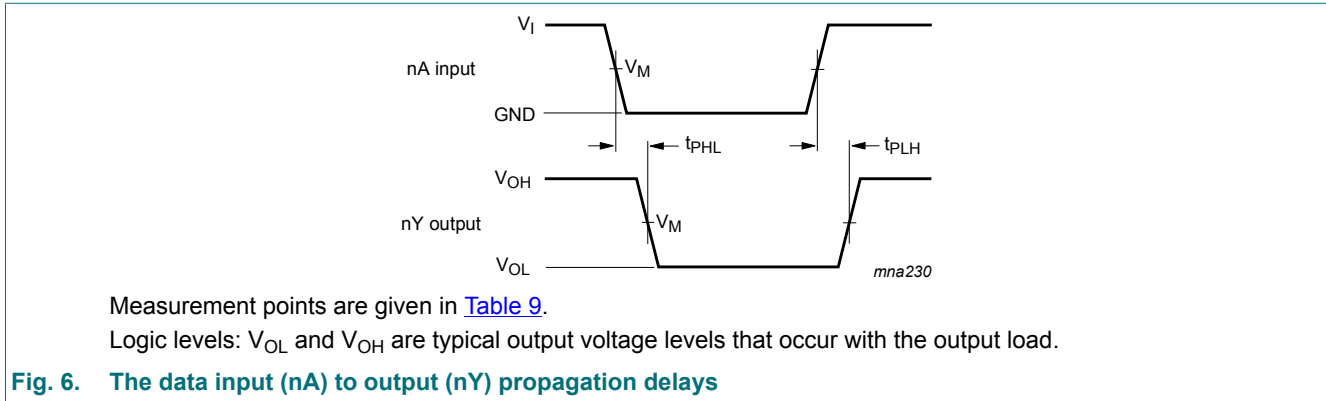 V_I
nA input
V_M
GND
t_PHL
t_PLH
V_OH
nY output
V_M
V_OL
mna230
Measurement points are given in Table 9.
Logic levels: V_OL and V_OH are typical output voltage levels that occur with the output load.
Fig. 6. The data input (nA) to output (nY) propagation delays